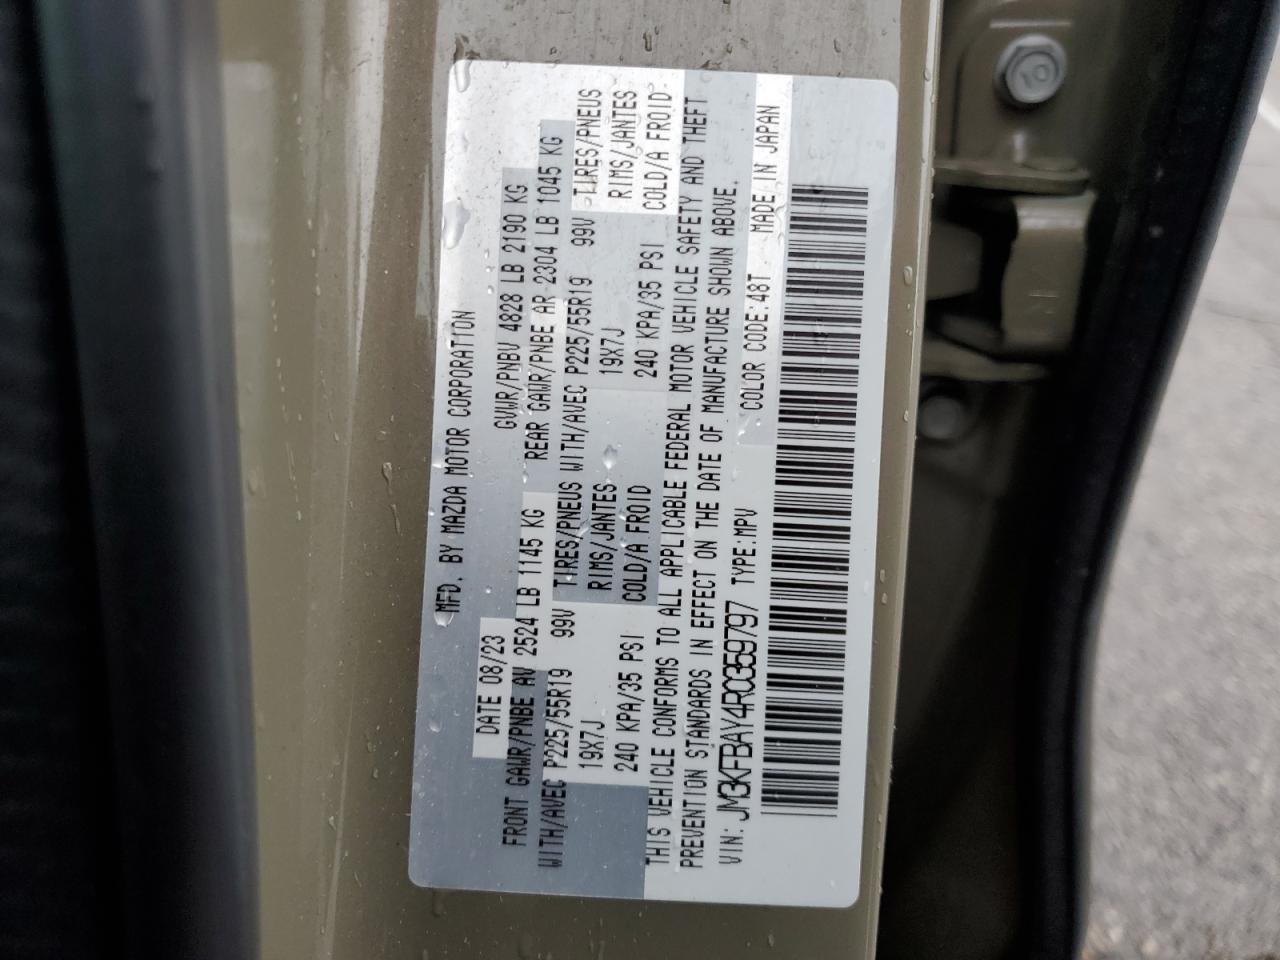 MFD. BY MAZDA MOTOR CORPORATION
DATE 08/23 GVWR/PNBV 4828 LB 2190 KG
FRONT GAWR/PNBE AV 2524 LB 1145 KG REAR GAWR/PNBE AR 2304 LB 1045 KG
WITH/AVEC P225/55R19 99V TIRES/PNEUS WITH/AVEC P225/55R19 99V TIRES/PNEUS
19X7J RIMS/JANTES 19X7J RIMS/JANTES
240 KPA/35 PSI COLD/A FROID 240 KPA/35 PSI COLD/A FROID
THIS VEHICLE CONFORMS TO ALL APPLICABLE FEDERAL MOTOR VEHICLE SAFETY AND THEFT
PREVENTION STANDARDS IN EFFECT ON THE DATE OF MANUFACTURE SHOWN ABOVE.
VIN: JM3KFBAY4R0359797 TYPE:MPV COLOR CODE:48T MADE IN JAPAN
10